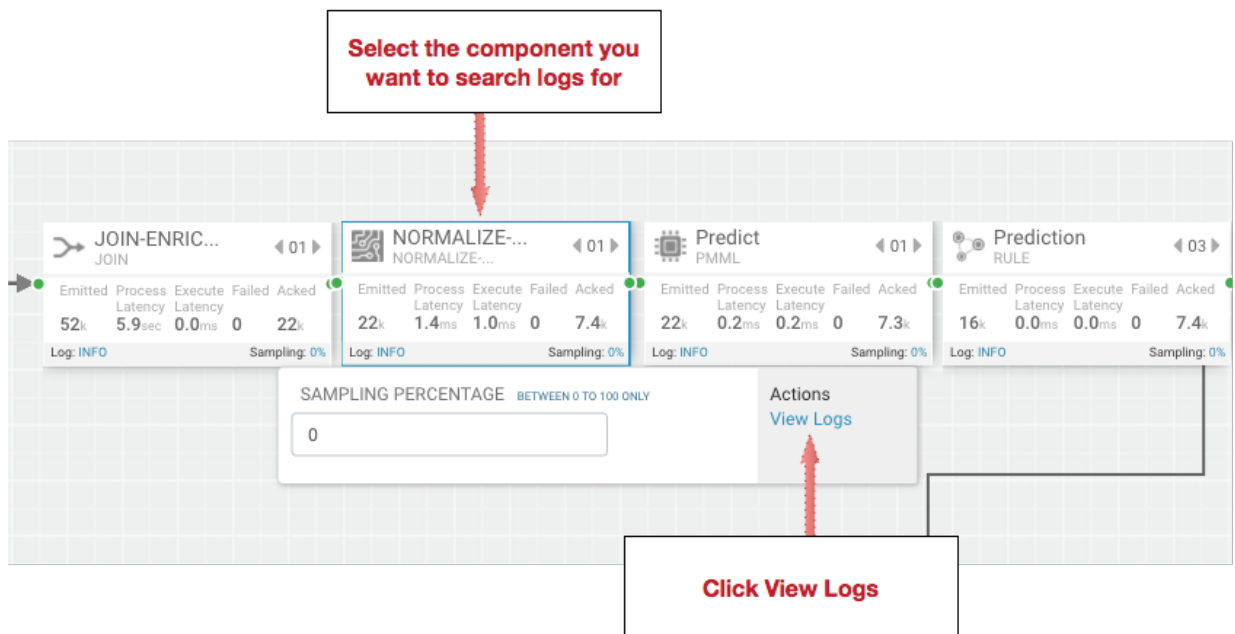 Select the component you
want to search logs for
JOIN-ENRIC...
JOIN
01
Emitted Process Latency Execute Latency Failed Acked
52k 5.9sec 0.0ms 0 22k
Log: INFO Sampling: 0%
NORMALIZE-...
NORMALIZE-...
01
Emitted Process Latency Execute Latency Failed Acked
22k 1.4ms 1.0ms 0 7.4k
Log: INFO Sampling: 0%
Predict
PMML
01
Emitted Process Latency Execute Latency Failed Acked
22k 0.2ms 0.2ms 0 7.3k
Log: INFO Sampling: 0%
Prediction
RULE
03
Emitted Process Latency Execute Latency Failed Acked
16k 0.0ms 0.0ms 0 7.4k
Log: INFO Sampling: 0%
SAMPLING PERCENTAGE BETWEEN 0 TO 100 ONLY
0
Actions
View Logs
Click View Logs